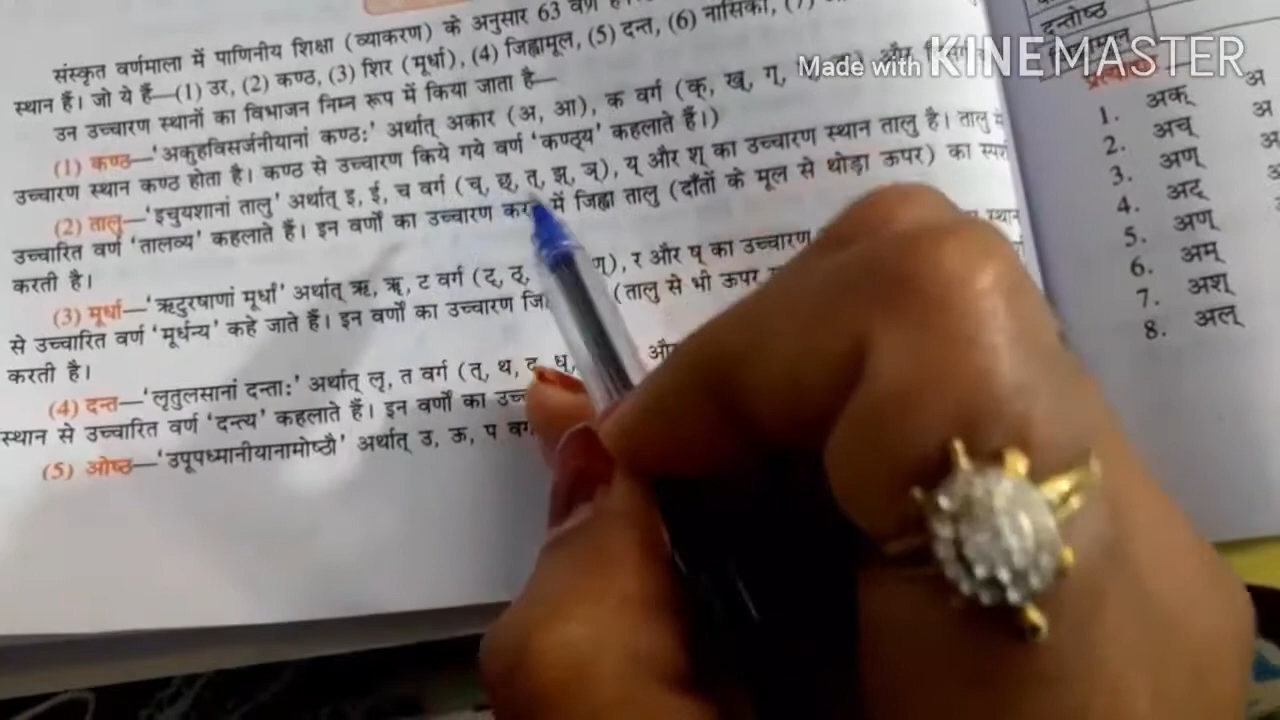 संस्कृत वर्णमाला में पाणिनीय शिक्षा (व्याकरण) के अनुसार 63 वर्ण
स्थान हैं। जो ये हैं—(1) उर, (2) कण्ठ, (3) शिर (मूर्धा), (4) जिह्वामूल, (5) दन्त, (6) नासिका, (7)
उन उच्चारण स्थानों का विभाजन निम्न रूप में किया जाता है—
(1) कण्ठ—'अकुहविसर्जनीयानां कण्ठः' अर्थात् अकार (अ, आ), क वर्ग (क्, ख्, ग्, और
उच्चारण स्थान कण्ठ होता है। कण्ठ से उच्चारण किये गये वर्ण 'कण्ठ्य' कहलाते हैं।)
(2) तालु—'इचुयशानां तालु' अर्थात् इ, ई, च वर्ग (च्, छ्, त्, झ्, ञ्), य् और श् का उच्चारण स्थान तालु है। तालु से
उच्चारित वर्ण 'तालव्य' कहलाते हैं। इन वर्णों का उच्चारण करने में जिह्वा तालु (दाँतों के मूल से थोड़ा ऊपर) का स्पर्श
करती है।
(3) मूर्धा—'ऋटुरषाणां मूर्धा' अर्थात् ऋ, ॠ, ट वर्ग (ट्, ठ्, ण्), र और ष् का उच्चारण स्थान
से उच्चारित वर्ण 'मूर्धन्य' कहे जाते हैं। इन वर्णों का उच्चारण (तालु से भी ऊपर
करती है।
(4) दन्त—'लृतुलसानां दन्ताः' अर्थात् लृ, त वर्ग (त्, थ्, द्, ध्,
स्थान से उच्चारित वर्ण 'दन्त्य' कहलाते हैं। इन वर्णों का
(5) ओष्ठ—'उपूपध्मानीयानामोष्ठौ' अर्थात् उ, ऊ, प वर्ग
Made with KINEMASTER
दन्तोष्ठ
1. अक् अ
2. अच् अ
3. अण्
4. अट्
5. अण्
6. अम्
7. अश्
8. अल्